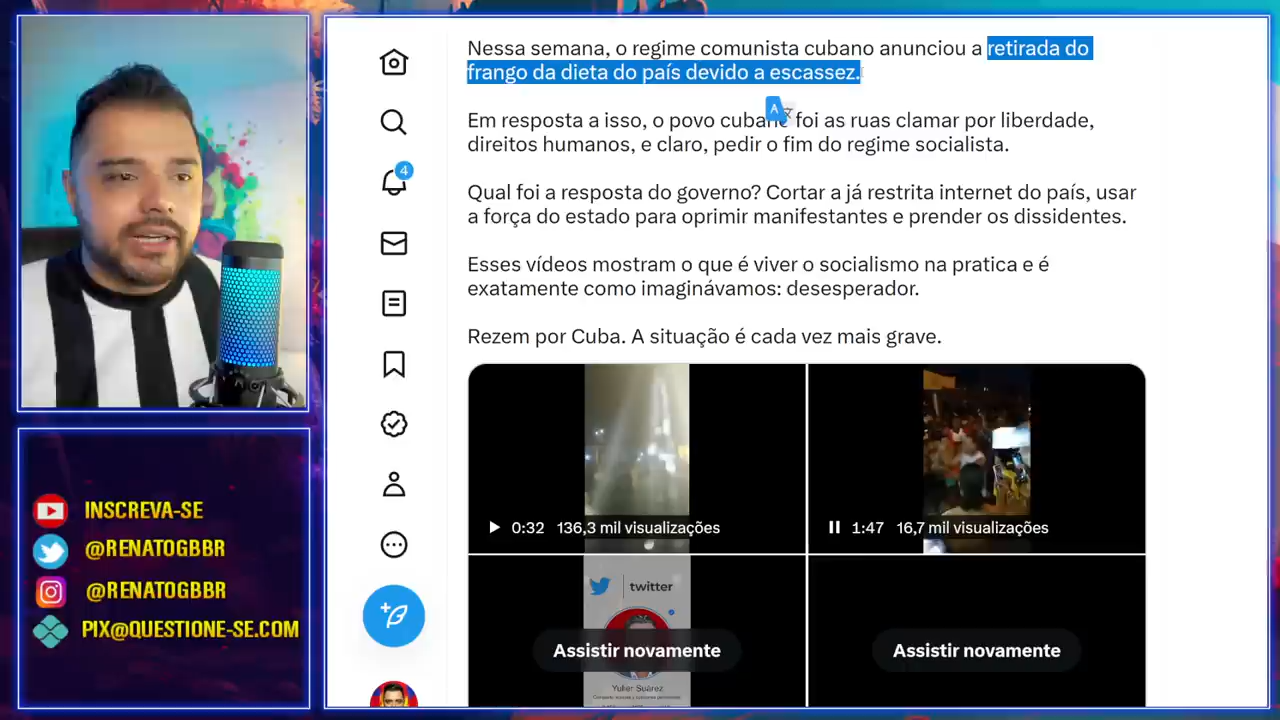 Nessa semana, o regime comunista cubano anunciou a retirada do
frango da dieta do país devido a escassez.
Em resposta a isso, o povo cubano foi as ruas clamar por liberdade,
direitos humanos, e claro, pedir o fim do regime socialista.
Qual foi a resposta do governo? Cortar a já restrita internet do país, usar
a força do estado para oprimir manifestantes e prender os dissidentes.
Esses vídeos mostram o que é viver o socialismo na pratica e é
exatamente como imaginávamos: desesperador.
Rezem por Cuba. A situação é cada vez mais grave.
4
A
0:32 136,3 mil visualizações
1:47 16,7 mil visualizações
twitter
Assistir novamente
Assistir novamente
Yulier Suárez
INSCREVA-SE
@RENATOGBBR
@RENATOGBBR
PIX@QUESTIONE-SE.COM